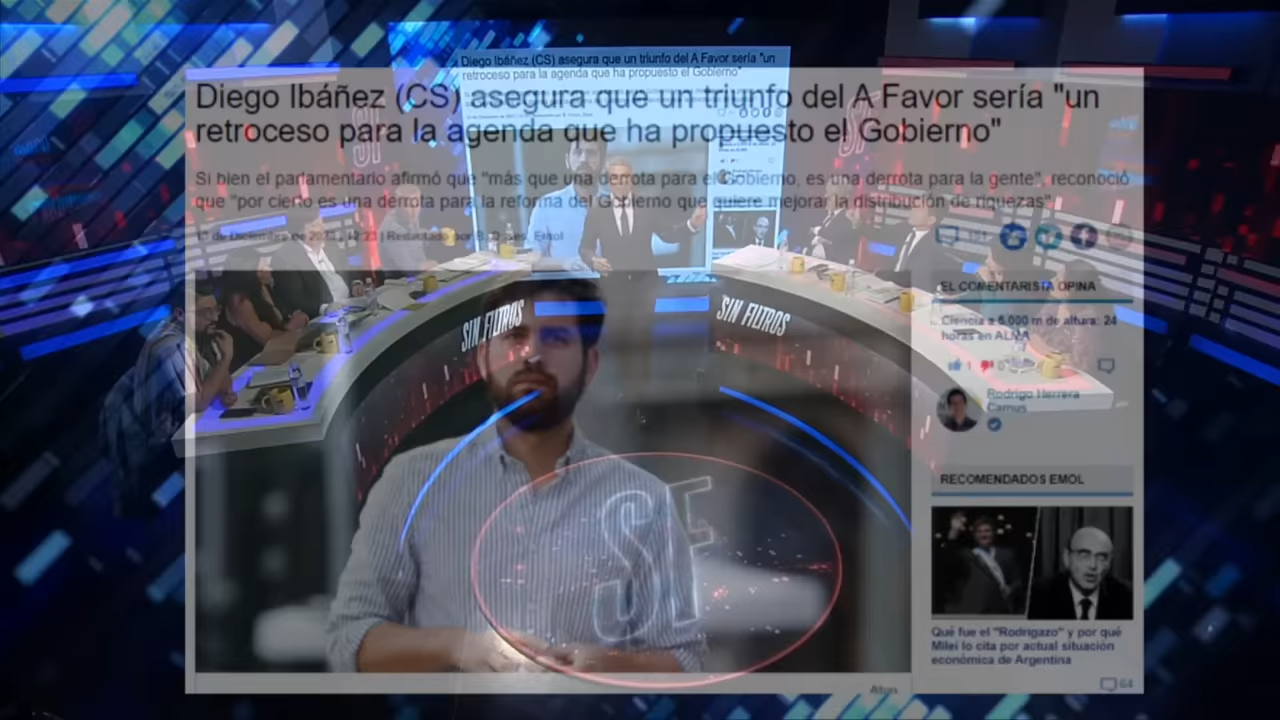 Diego Ibáñez (CS) asegura que un triunfo del A Favor sería "un
retroceso para la agenda que ha propuesto el Gobierno"
Diego Ibáñez (CS) asegura que un triunfo del A Favor sería "un
retroceso para la agenda que ha propuesto el Gobierno"
Si bien el parlamentario afirmó que "más que una derrota para el Gobierno, es una derrota para la gente", reconoció
que "por cierto es una derrota para la reforma del Gobierno que quiere mejorar la distribución de riquezas".
Emol
EL COMENTARISTA OPINA
Ciencia a 5.000 m de altura: 24
horas en ALMA
1
0
Rodrigo Herrera
Camus
SIN FILTROS
SIN FILTROS
SF
SF
SF
RECOMENDADOS EMOL
Qué fue el "Rodrigazo" y por qué
Milei lo cita por actual situación
económica de Argentina
64
Aton